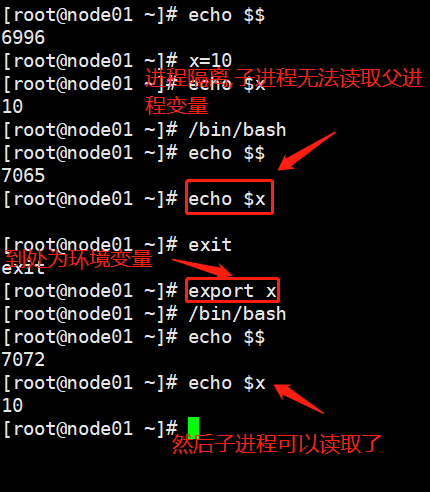 [root@node01 ~]# echo $$
6996
[root@node01 ~]# x=10
[root@node01 ~]# echo $x
进程隔离,子进程无法读取父进
程变量
10
[root@node01 ~]# /bin/bash
[root@node01 ~]# echo $$
7065
[root@node01 ~]# echo $x
[root@node01 ~]# exit
exit
到处为环境变量
[root@node01 ~]# export x
[root@node01 ~]# /bin/bash
[root@node01 ~]# echo $$
7072
[root@node01 ~]# echo $x
10
[root@node01 ~]#
然后子进程可以读取了